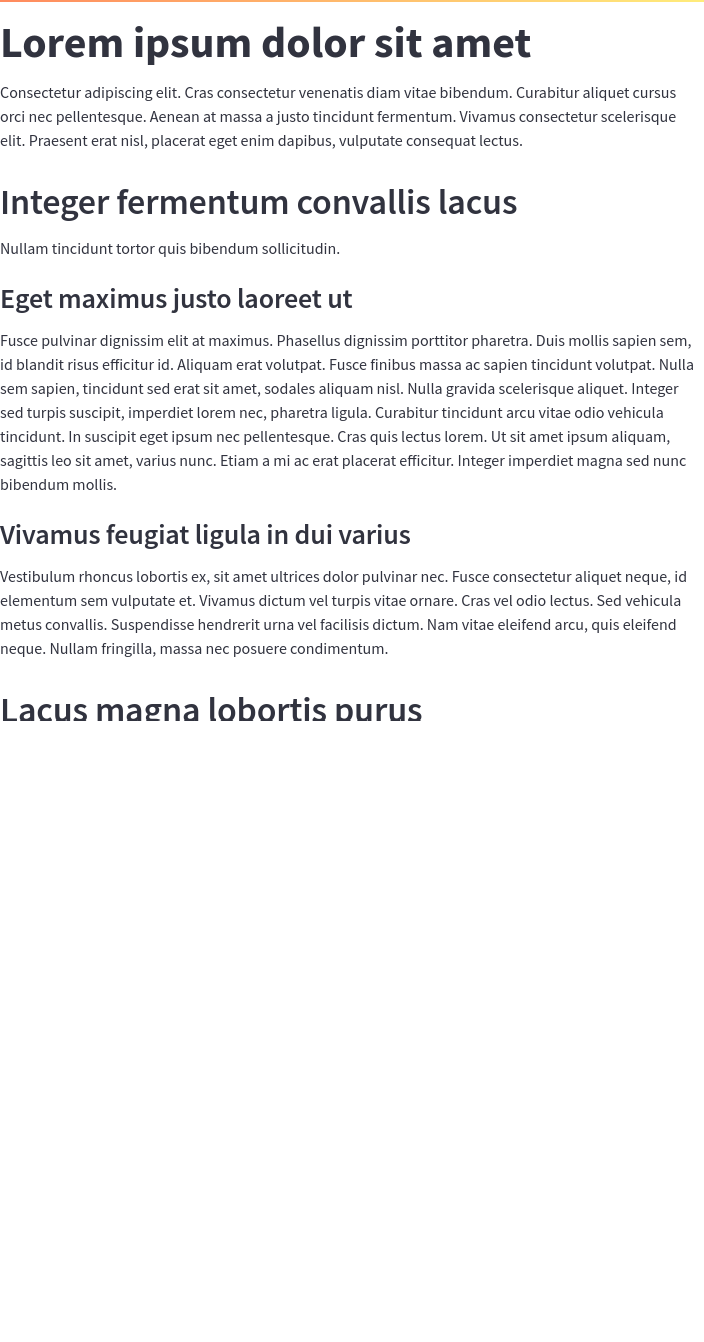 Lorem ipsum dolor sit amet
Consectetur adipiscing elit. Cras consectetur venenatis diam vitae bibendum. Curabitur aliquet cursus
orci nec pellentesque. Aenean at massa a justo tincidunt fermentum. Vivamus consectetur scelerisque
elit. Praesent erat nisl, placerat eget enim dapibus, vulputate consequat lectus.
Integer fermentum convallis lacus
Nullam tincidunt tortor quis bibendum sollicitudin.
Eget maximus justo laoreet ut
Fusce pulvinar dignissim elit at maximus. Phasellus dignissim porttitor pharetra. Duis mollis sapien sem,
id blandit risus efficitur id. Aliquam erat volutpat. Fusce finibus massa ac sapien tincidunt volutpat. Nulla
sem sapien, tincidunt sed erat sit amet, sodales aliquam nisl. Nulla gravida scelerisque aliquet. Integer
sed turpis suscipit, imperdiet lorem nec, pharetra ligula. Curabitur tincidunt arcu vitae odio vehicula
tincidunt. In suscipit eget ipsum nec pellentesque. Cras quis lectus lorem. Ut sit amet ipsum aliquam,
sagittis leo sit amet, varius nunc. Etiam a mi ac erat placerat efficitur. Integer imperdiet magna sed nunc
bibendum mollis.
Vivamus feugiat ligula in dui varius
Vestibulum rhoncus lobortis ex, sit amet ultrices dolor pulvinar nec. Fusce consectetur aliquet neque, id
elementum sem vulputate et. Vivamus dictum vel turpis vitae ornare. Cras vel odio lectus. Sed vehicula
metus convallis. Suspendisse hendrerit urna vel facilisis dictum. Nam vitae eleifend arcu, quis eleifend
neque. Nullam fringilla, massa nec posuere condimentum.
Lacus magna lobortis purus